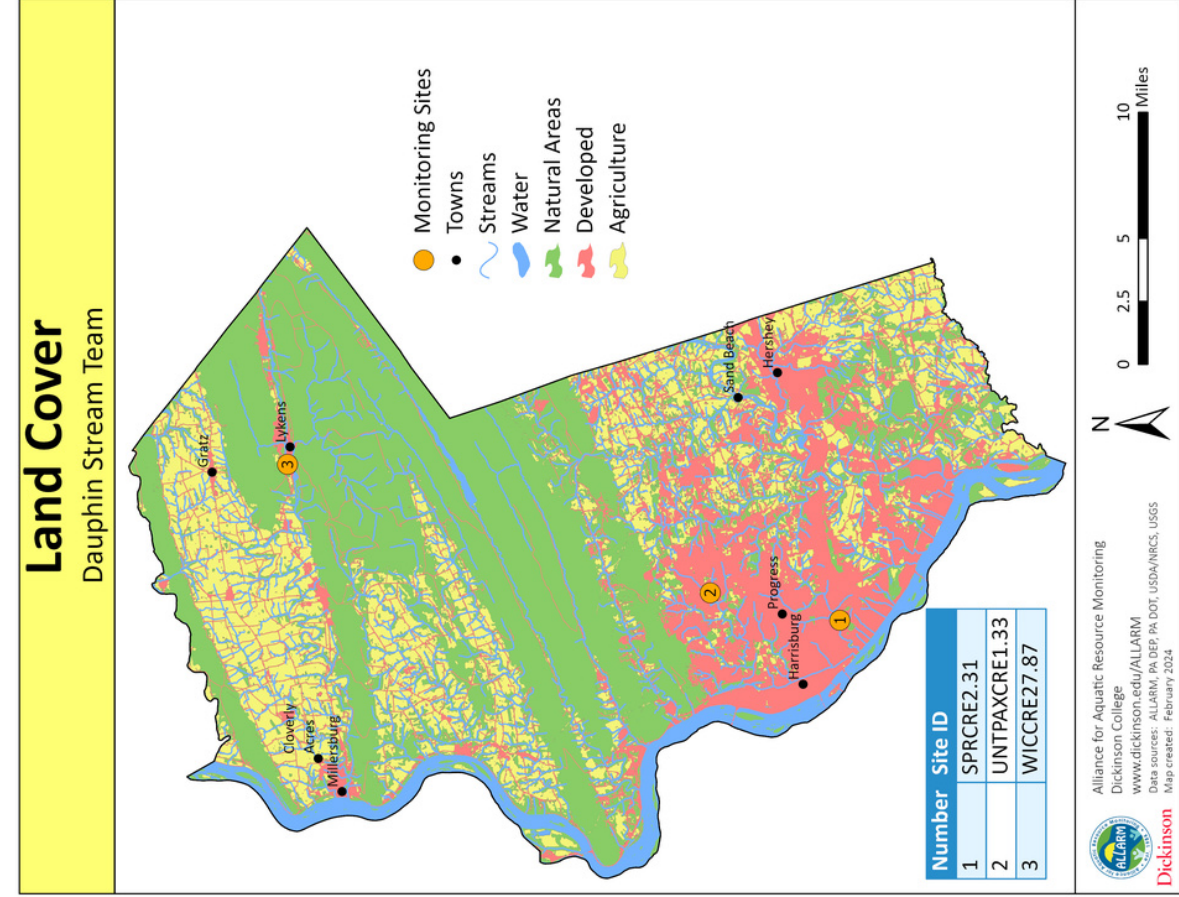 Land Cover
Dauphin Stream Team
Gratz
Lykens
3
Cloverly
Acres
Millersburg
Sand Beach
Hershey
2
Progress
Harrisburg
1
Monitoring Sites
Towns
Streams
Water
Natural Areas
Developed
Agriculture
Number Site ID
1 SPRCRE2.31
2 UNTPAXCRE1.33
3 WICCRE27.87
ALLARM
Dickinson
Alliance for Aquatic Resource Monitoring
Dickinson College
www.dickinson.edu/ALLARM
Data sources: ALLARM, PA DEP, PA DOT, USDA/NRCS, USGS
Map created: February 2024
N
0 2.5 5 10
Miles